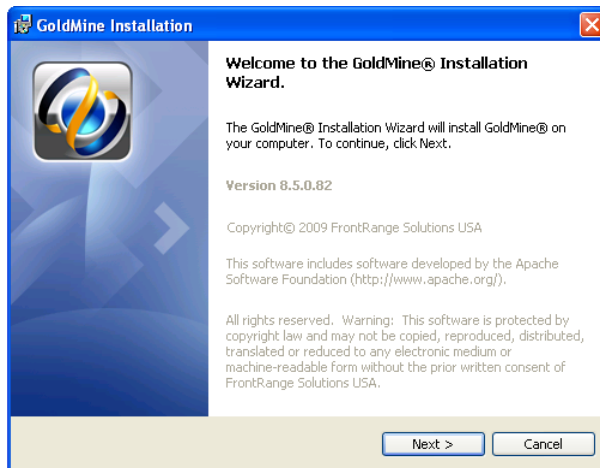 GoldMine Installation
Welcome to the GoldMine® Installation
Wizard.
The GoldMine® Installation Wizard will install GoldMine® on
your computer. To continue, click Next.
Version 8.5.0.82
Copyright© 2009 FrontRange Solutions USA
This software includes software developed by the Apache
Software Foundation (http://www.apache.org/).
All rights reserved.  Warning:  This software is protected by
copyright law and may not be copied, reproduced, distributed,
translated or reduced to any electronic medium or
machine-readable form without the prior written consent of
FrontRange Solutions USA.
Next >
Cancel